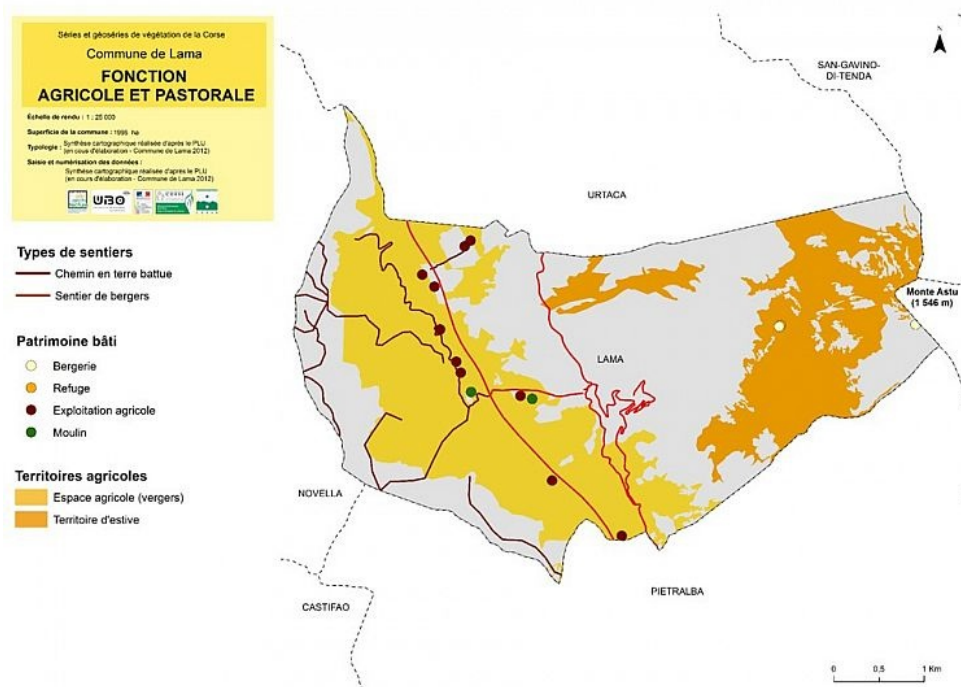 Séries et géoséries de végétation de la Corse
Commune de Lama
FONCTION
AGRICOLE ET PASTORALE
Échelle de rendu : 1 : 25 000
Superficie de la commune : 1995 ha
Typologie : Synthèse cartographique réalisée d'après le PLU
(en cours d'élaboration - Commune de Lama 2012)
Saisie et numérisation des données :
Synthèse cartographique réalisée d'après le PLU
(en cours d'élaboration - Commune de Lama 2012)
UBO
Types de sentiers
Chemin en terre battue
Sentier de bergers
Patrimoine bâti
Bergerie
Refuge
Exploitation agricole
Moulin
Territoires agricoles
Espace agricole (vergers)
Territoire d'estive
N
SAN-GAVINO-
DI-TENDA
URTACA
Monte Astu
(1 546 m)
LAMA
NOVELLA
PIETRALBA
CASTIFAO
0 0,5 1 Km